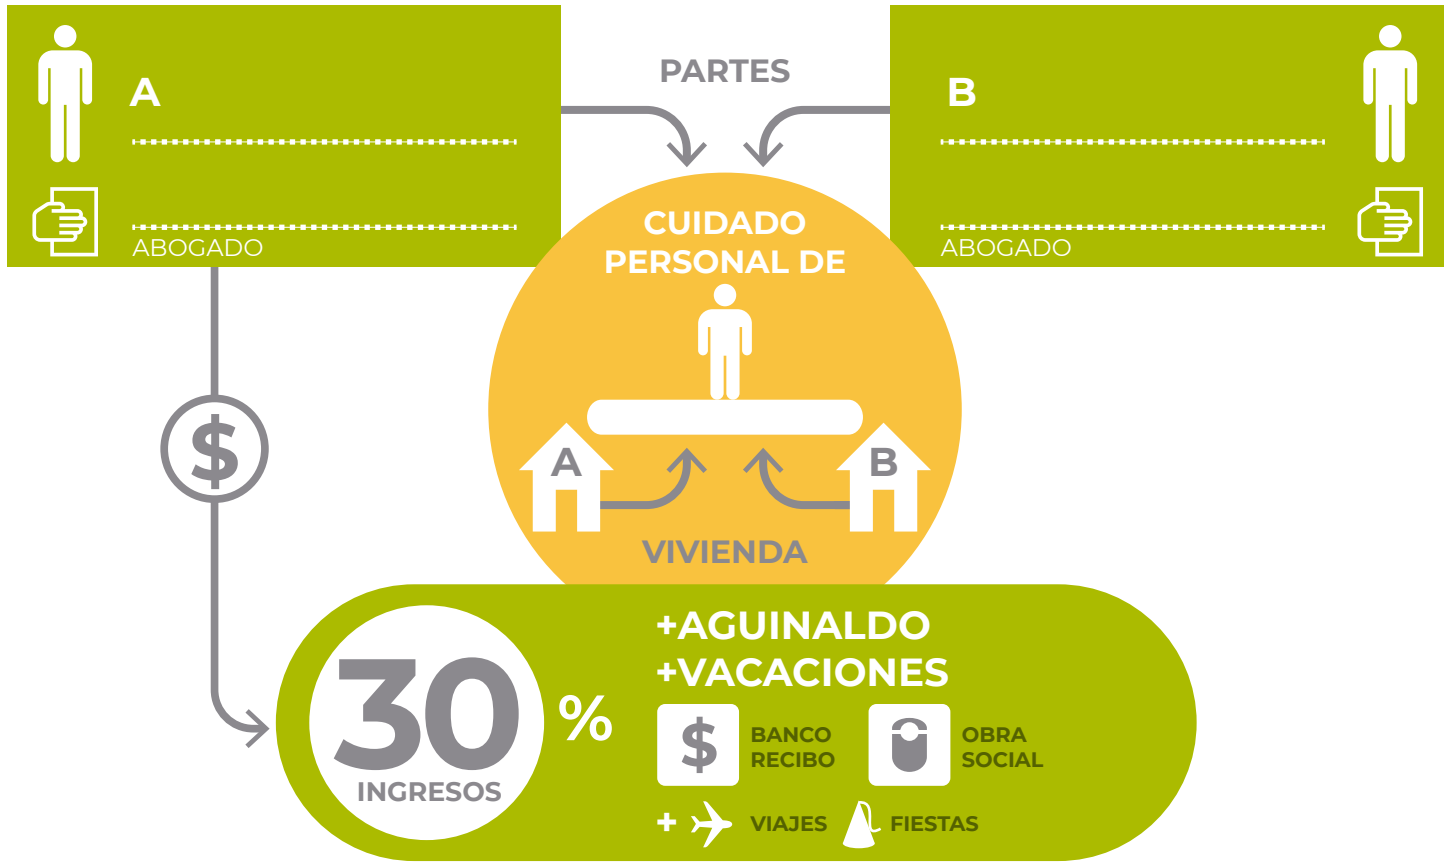 A
ABOGADO
PARTES
B
ABOGADO
CUIDADO
PERSONAL DE
A
B
VIVIENDA
$
30
%
INGRESOS
+AGUINALDO
+VACACIONES
$
BANCO
RECIBO
OBRA
SOCIAL
+
VIAJES
FIESTAS